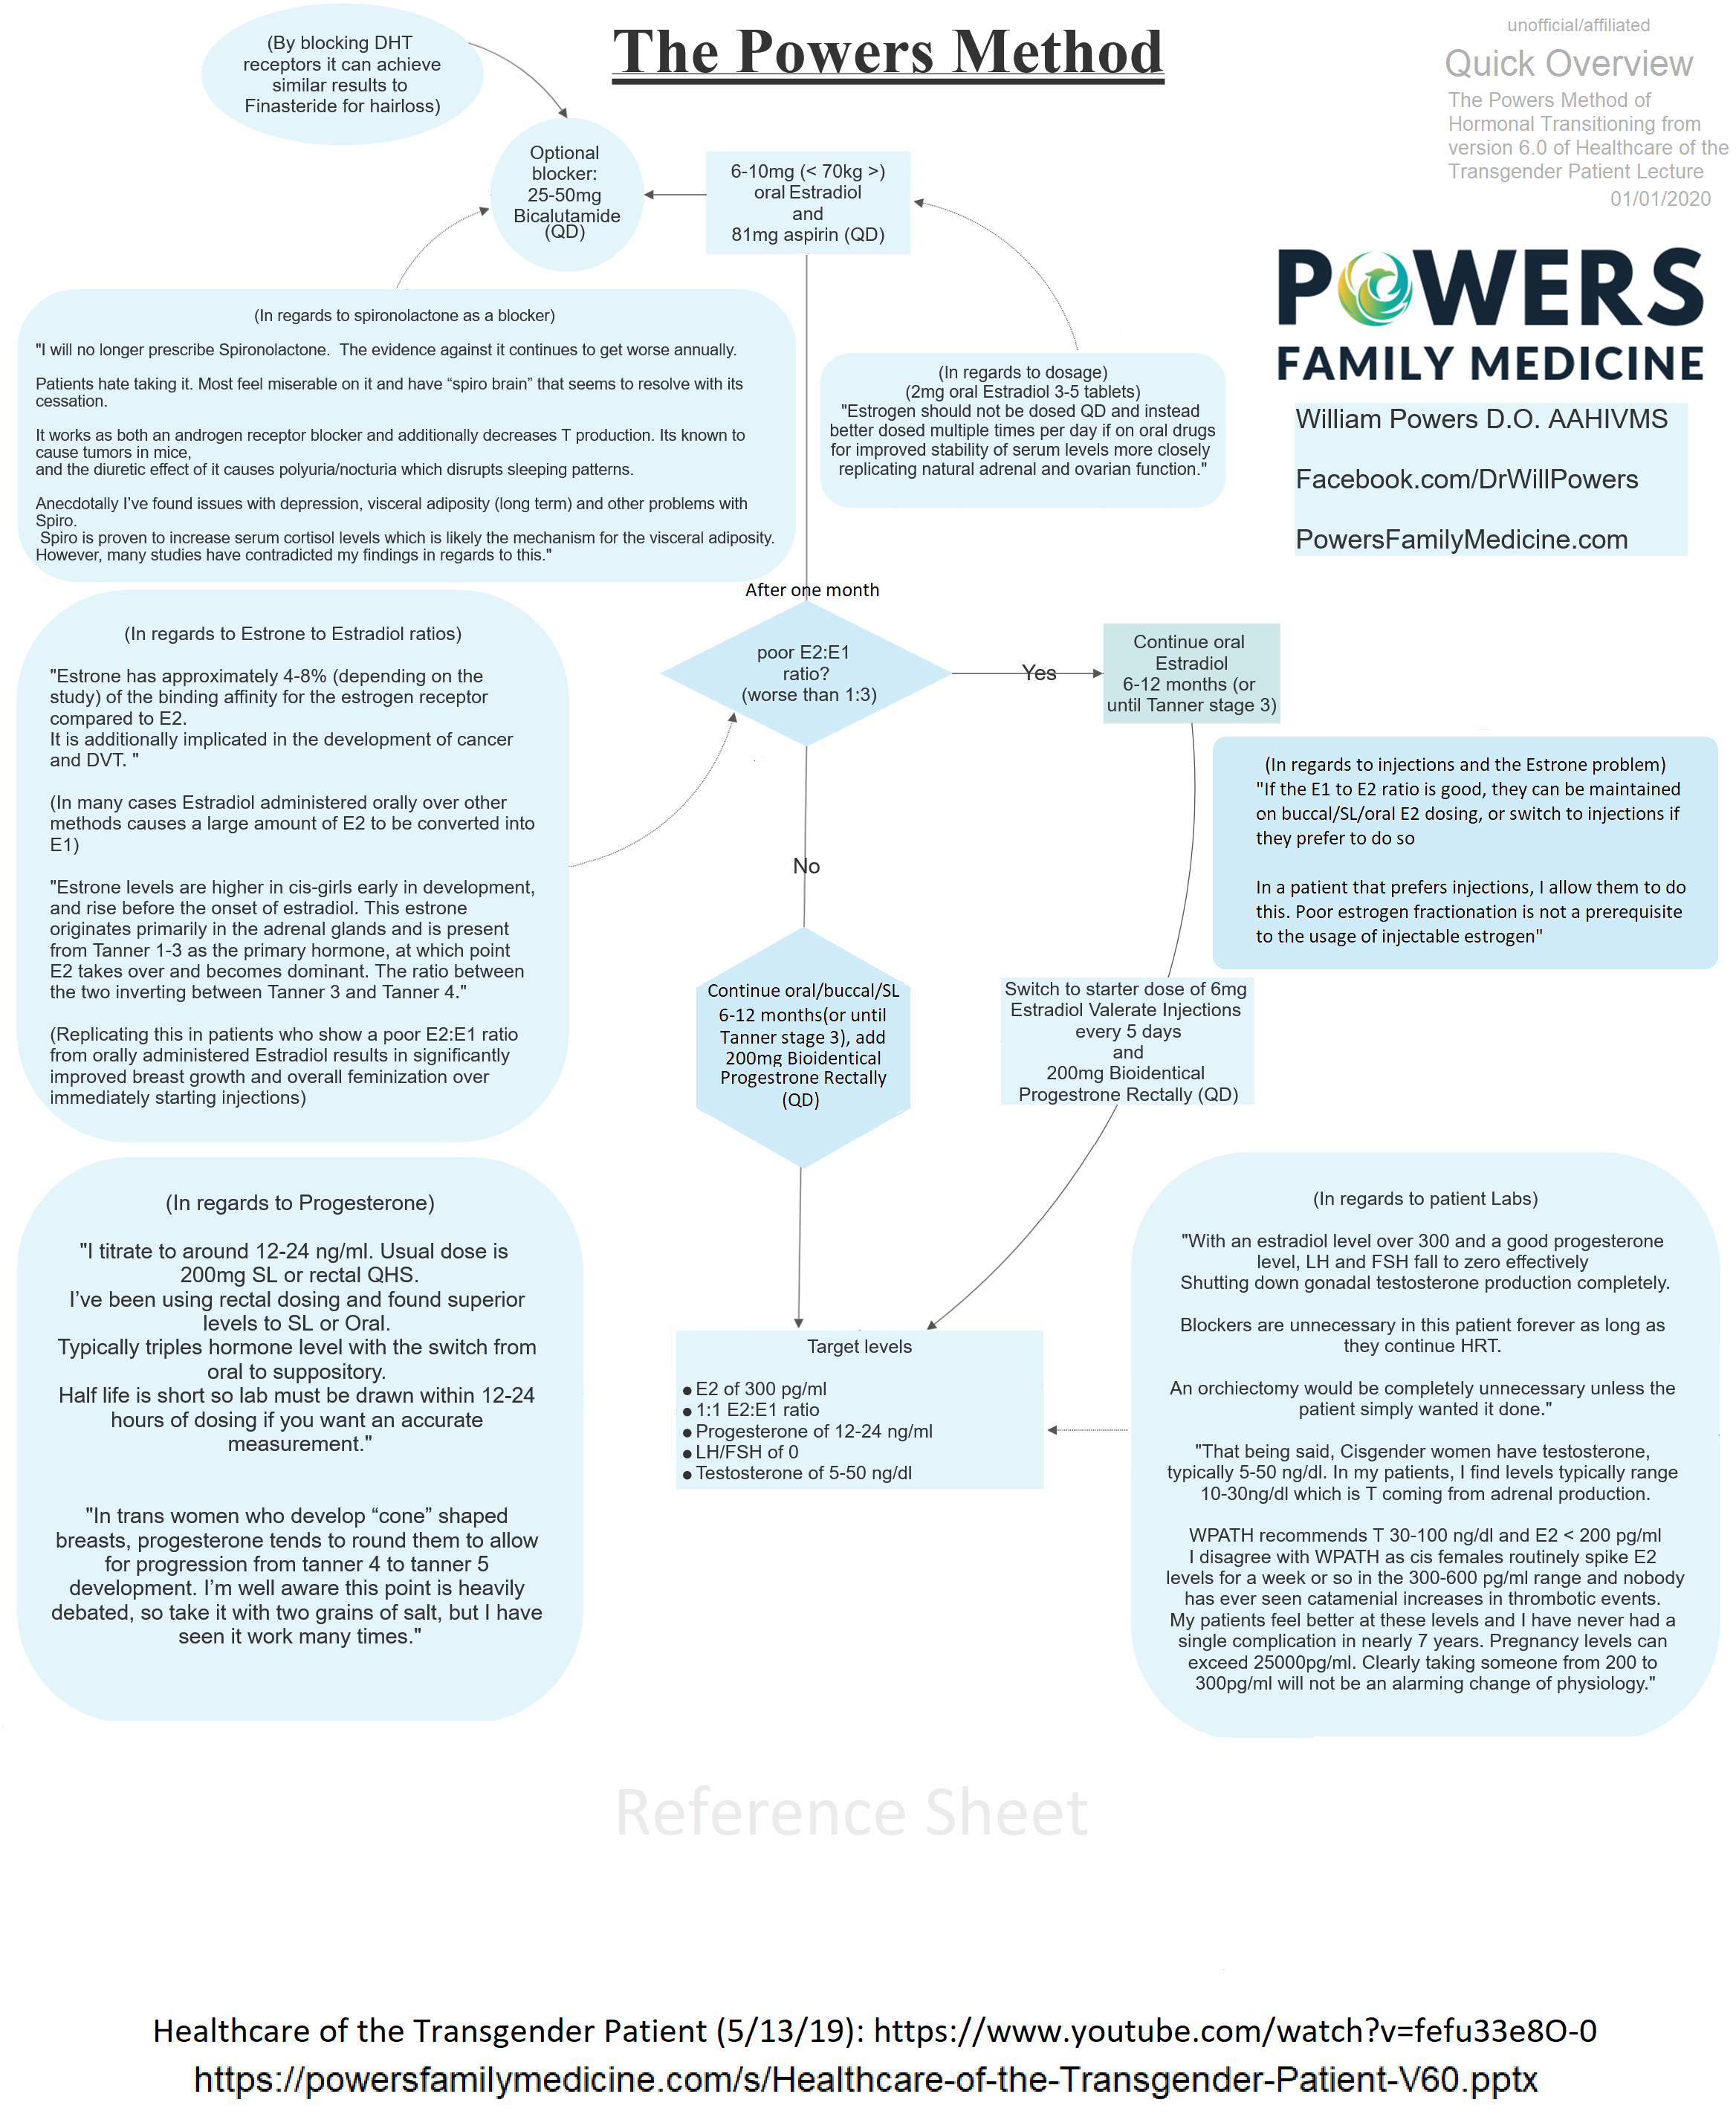 The Powers Method
unofficial/affiliated
Quick Overview
The Powers Method of
Hormonal Transitioning from
version 6.0 of Healthcare of the
Transgender Patient Lecture
01/01/2020
(By blocking DHT
receptors it can achieve
similar results to
Finasteride for hairloss)
Optional
blocker:
25-50mg
Bicalutamide
(QD)
6-10mg (< 70kg >)
oral Estradiol
and
81mg aspirin (QD)
POWERS
FAMILY MEDICINE
William Powers D.O. AAHIVMS
Facebook.com/DrWillPowers
PowersFamilyMedicine.com
(In regards to spironolactone as a blocker)
"I will no longer prescribe Spironolactone.  The evidence against it continues to get worse annually.
Patients hate taking it. Most feel miserable on it and have “spiro brain” that seems to resolve with its
cessation.
It works as both an androgen receptor blocker and additionally decreases T production. Its known to
cause tumors in mice,
and the diuretic effect of it causes polyuria/nocturia which disrupts sleeping patterns.
Anecdotally I’ve found issues with depression, visceral adiposity (long term) and other problems with
Spiro.
Spiro is proven to increase serum cortisol levels which is likely the mechanism for the visceral adiposity.
However, many studies have contradicted my findings in regards to this."
(In regards to dosage)
(2mg oral Estradiol 3-5 tablets)
"Estrogen should not be dosed QD and instead
better dosed multiple times per day if on oral drugs
for improved stability of serum levels more closely
replicating natural adrenal and ovarian function."
After one month
poor E2:E1
ratio?
(worse than 1:3)
Yes
Continue oral
Estradiol
6-12 months (or
until Tanner stage 3)
(In regards to Estrone to Estradiol ratios)
"Estrone has approximately 4-8% (depending on the
study) of the binding affinity for the estrogen receptor
compared to E2.
It is additionally implicated in the development of cancer
and DVT. "
(In many cases Estradiol administered orally over other
methods causes a large amount of E2 to be converted into
E1)
"Estrone levels are higher in cis-girls early in development,
and rise before the onset of estradiol. This estrone
originates primarily in the adrenal glands and is present
from Tanner 1-3 as the primary hormone, at which point
E2 takes over and becomes dominant. The ratio between
the two inverting between Tanner 3 and Tanner 4."
(Replicating this in patients who show a poor E2:E1 ratio
from orally administered Estradiol results in significantly
improved breast growth and overall feminization over
immediately starting injections)
(In regards to injections and the Estrone problem)
"If the E1 to E2 ratio is good, they can be maintained
on buccal/SL/oral E2 dosing, or switch to injections if
they prefer to do so
In a patient that prefers injections, I allow them to do
this. Poor estrogen fractionation is not a prerequisite
to the usage of injectable estrogen"
No
Continue oral/buccal/SL
6-12 months(or until
Tanner stage 3), add
200mg Bioidentical
Progestrone Rectally
(QD)
Switch to starter dose of 6mg
Estradiol Valerate Injections
every 5 days
and
200mg Bioidentical
Progestrone Rectally (QD)
(In regards to Progesterone)
"I titrate to around 12-24 ng/ml. Usual dose is
200mg SL or rectal QHS.
I’ve been using rectal dosing and found superior
levels to SL or Oral.
Typically triples hormone level with the switch from
oral to suppository.
Half life is short so lab must be drawn within 12-24
hours of dosing if you want an accurate
measurement."
"In trans women who develop “cone” shaped
breasts, progesterone tends to round them to allow
for progression from tanner 4 to tanner 5
development. I’m well aware this point is heavily
debated, so take it with two grains of salt, but I have
seen it work many times."
Target levels
● E2 of 300 pg/ml
● 1:1 E2:E1 ratio
● Progesterone of 12-24 ng/ml
● LH/FSH of 0
● Testosterone of 5-50 ng/dl
(In regards to patient Labs)
"With an estradiol level over 300 and a good progesterone
level, LH and FSH fall to zero effectively
Shutting down gonadal testosterone production completely.
Blockers are unnecessary in this patient forever as long as
they continue HRT.
An orchiectomy would be completely unnecessary unless the
patient simply wanted it done."
"That being said, Cisgender women have testosterone,
typically 5-50 ng/dl. In my patients, I find levels typically range
10-30ng/dl which is T coming from adrenal production.
WPATH recommends T 30-100 ng/dl and E2 < 200 pg/ml
I disagree with WPATH as cis females routinely spike E2
levels for a week or so in the 300-600 pg/ml range and nobody
has ever seen catamenial increases in thrombotic events.
My patients feel better at these levels and I have never had a
single complication in nearly 7 years. Pregnancy levels can
exceed 25000pg/ml. Clearly taking someone from 200 to
300pg/ml will not be an alarming change of physiology."
Reference Sheet
Healthcare of the Transgender Patient (5/13/19): https://www.youtube.com/watch?v=fefu33e8O-0
https://powersfamilymedicine.com/s/Healthcare-of-the-Transgender-Patient-V60.pptx